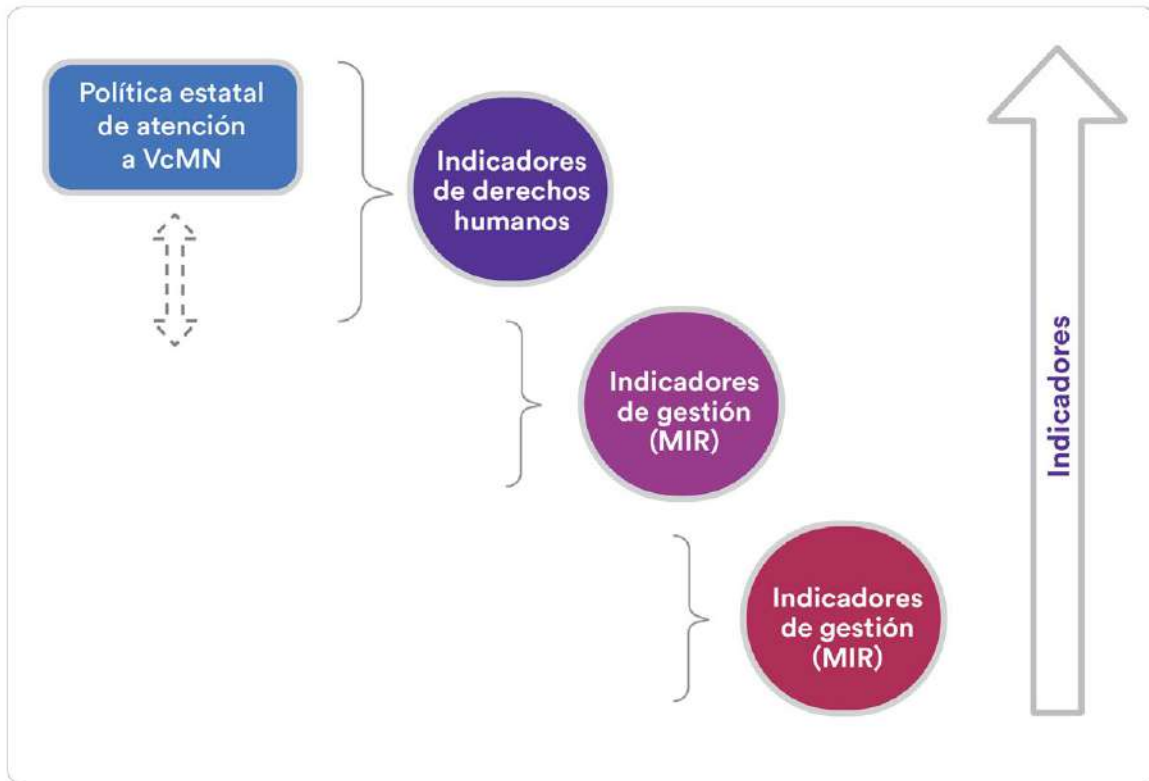 Política estatal
de atención
a VcMN
Indicadores
de derechos
humanos
Indicadores
de gestión
(MIR)
Indicadores
de gestión
(MIR)
Indicadores